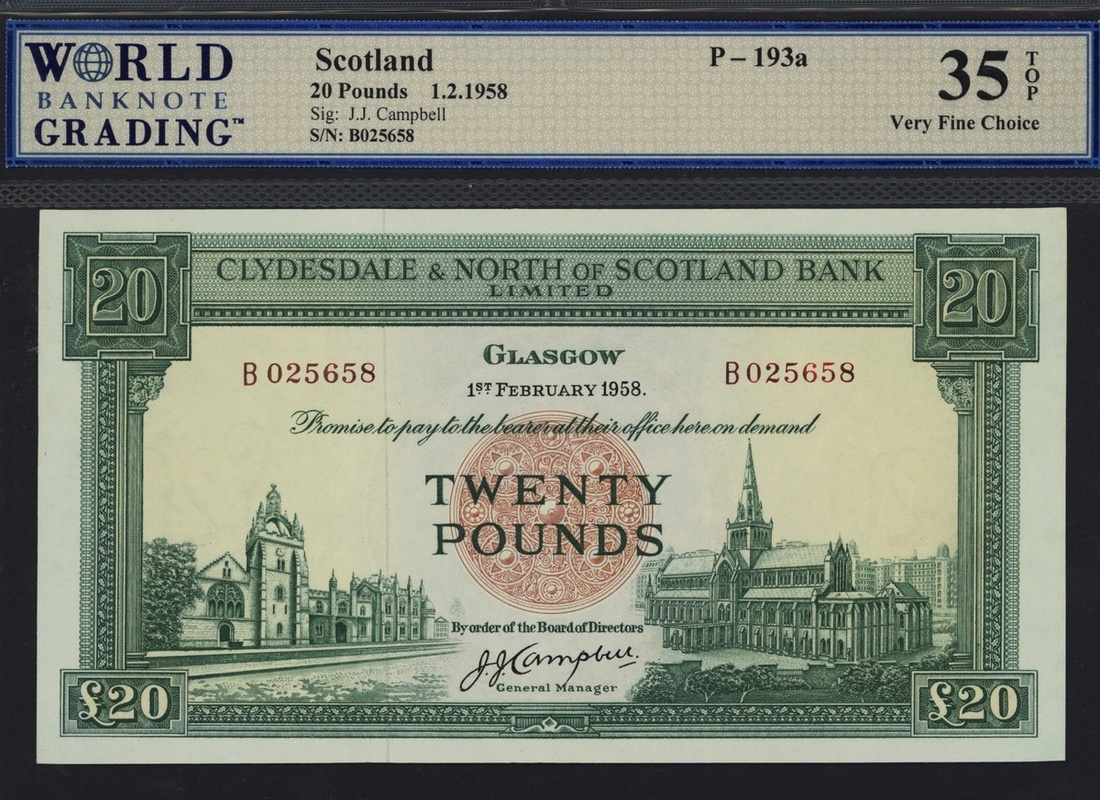 WORLD
BANKNOTE
GRADING™
Scotland
20 Pounds 1.2.1958
Sig: J.J. Campbell
S/N: B025658
P – 193a
35 TOP
Very Fine Choice
20 20
CLYDESDALE & NORTH OF SCOTLAND BANK
LIMITED
GLASGOW
B 025658 B 025658
1ST FEBRUARY 1958.
Promise to pay to the bearer at their office here on demand
TWENTY
POUNDS
By order of the Board of Directors
J.J. Campbell.
General Manager
£20 £20